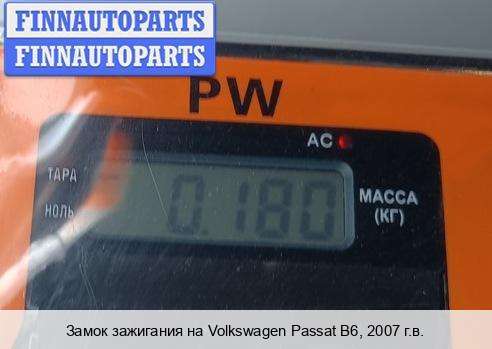 FINNAUTOPARTS
FINNAUTOPARTS
PW
AC
ТАРА
НОЛЬ
0.180
МАССА
(КГ)
Замок зажигания на Volkswagen Passat B6, 2007 г.в.